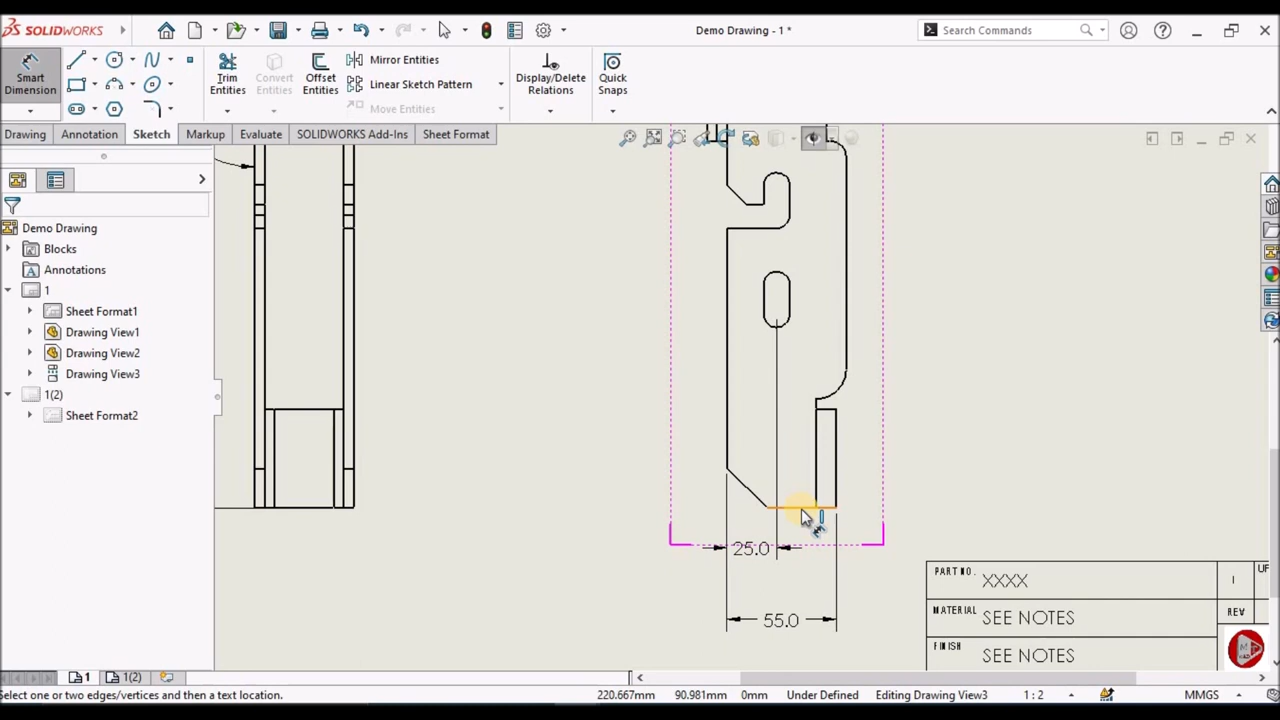 SOLIDWORKS
Demo Drawing - 1 *
Search Commands
Smart
Dimension
Trim
Entities
Convert
Entities
Offset
Entities
Mirror Entities
Linear Sketch Pattern
Move Entities
Display/Delete
Relations
Quick
Snaps
Drawing
Annotation
Sketch
Markup
Evaluate
SOLIDWORKS Add-Ins
Sheet Format
Demo Drawing
Blocks
Annotations
1
Sheet Format1
Drawing View1
Drawing View2
Drawing View3
1(2)
Sheet Format2
25.0
55.0
PART NO. XXXX
MATERIAL SEE NOTES
FINISH SEE NOTES
1
REV
1
1(2)
Select one or two edges/vertices and then a text location.
220.667mm 90.981mm 0mm Under Defined Editing Drawing View3 1 : 2 MMGS